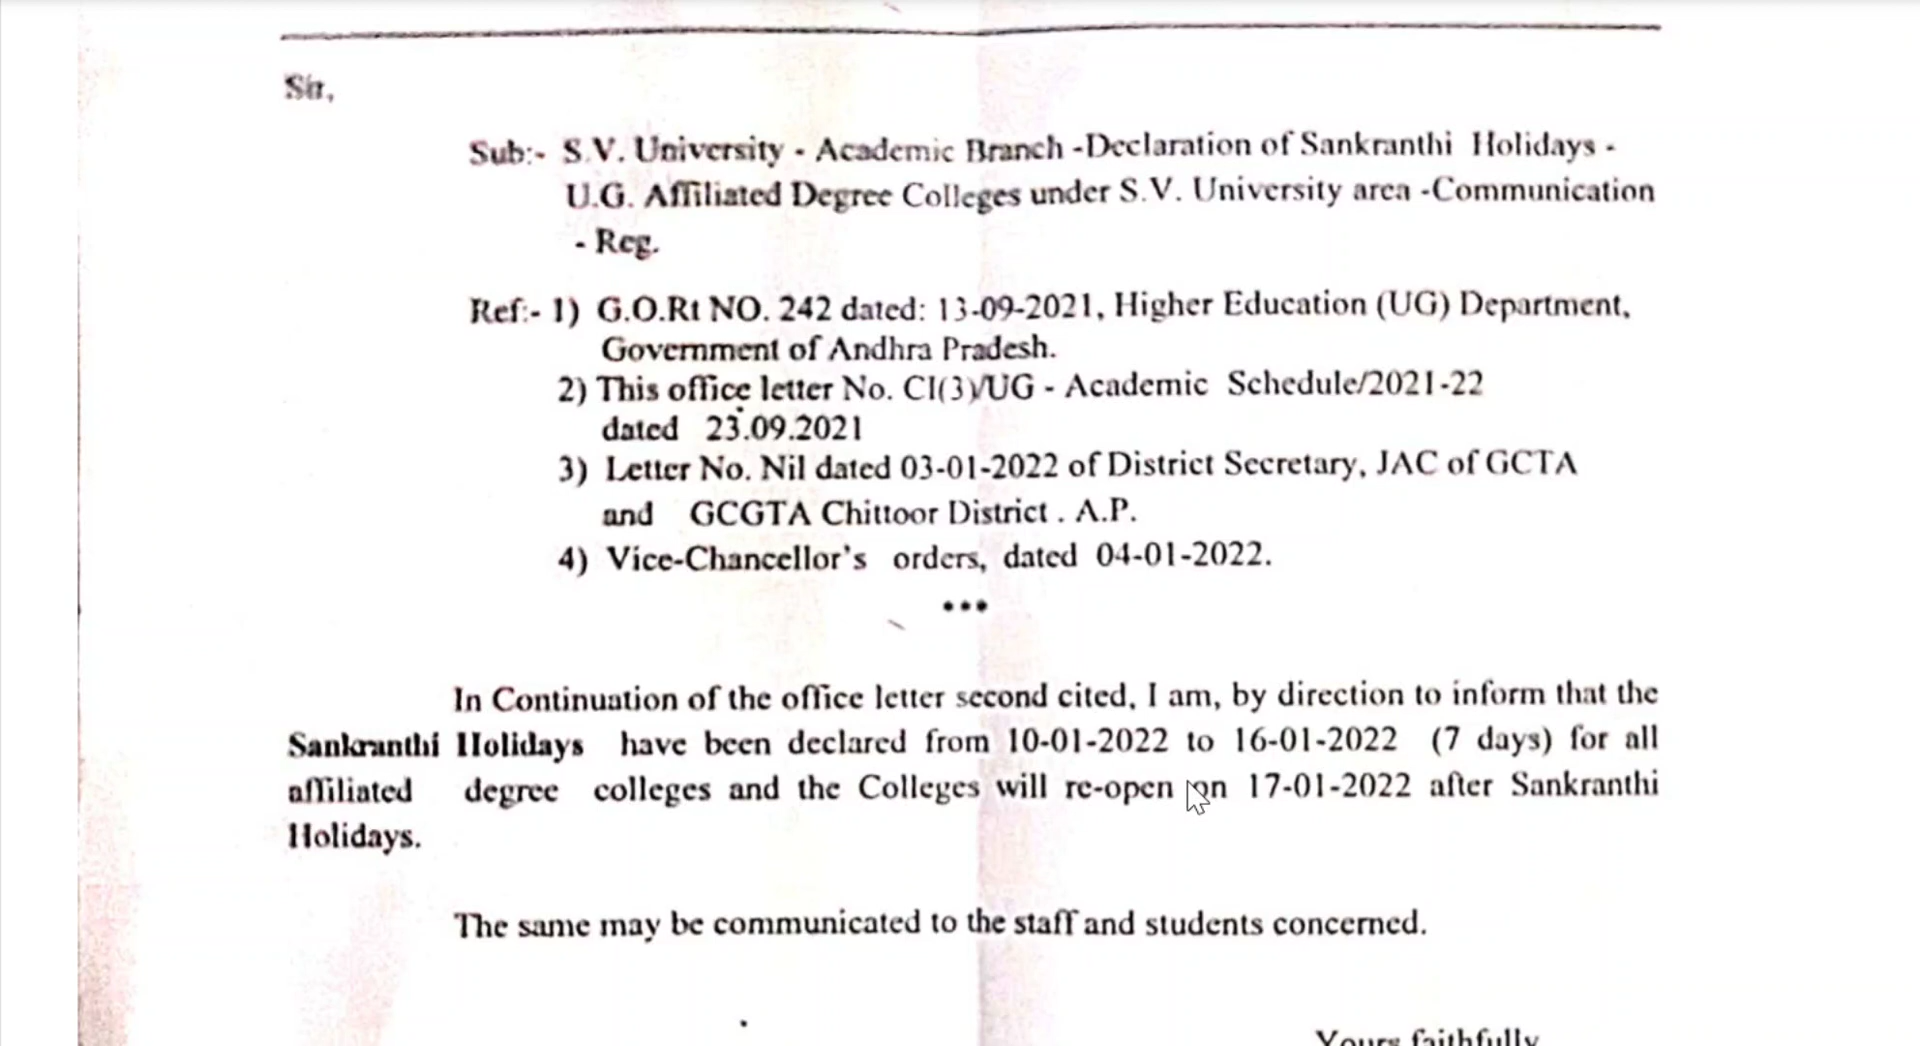 Sir,
Sub:- S.V. University - Academic Branch -Declaration of Sankranthi Holidays -
U.G. Affiliated Degree Colleges under S.V. University area -Communication
- Reg.
Ref:- 1) G.O.Rt NO. 242 dated: 13-09-2021, Higher Education (UG) Department,
Government of Andhra Pradesh.
2) This office letter No. CI(3)/UG - Academic Schedule/2021-22
dated 23.09.2021
3) Letter No. Nil dated 03-01-2022 of District Secretary, JAC of GCTA
and GCGTA Chittoor District . A.P.
4) Vice-Chancellor's orders, dated 04-01-2022.
•••
In Continuation of the office letter second cited, I am, by direction to inform that the
Sankranthi Holidays have been declared from 10-01-2022 to 16-01-2022 (7 days) for all
affiliated degree colleges and the Colleges will re-open on 17-01-2022 after Sankranthi
Holidays.
The same may be communicated to the staff and students concerned.
Yours faithfully